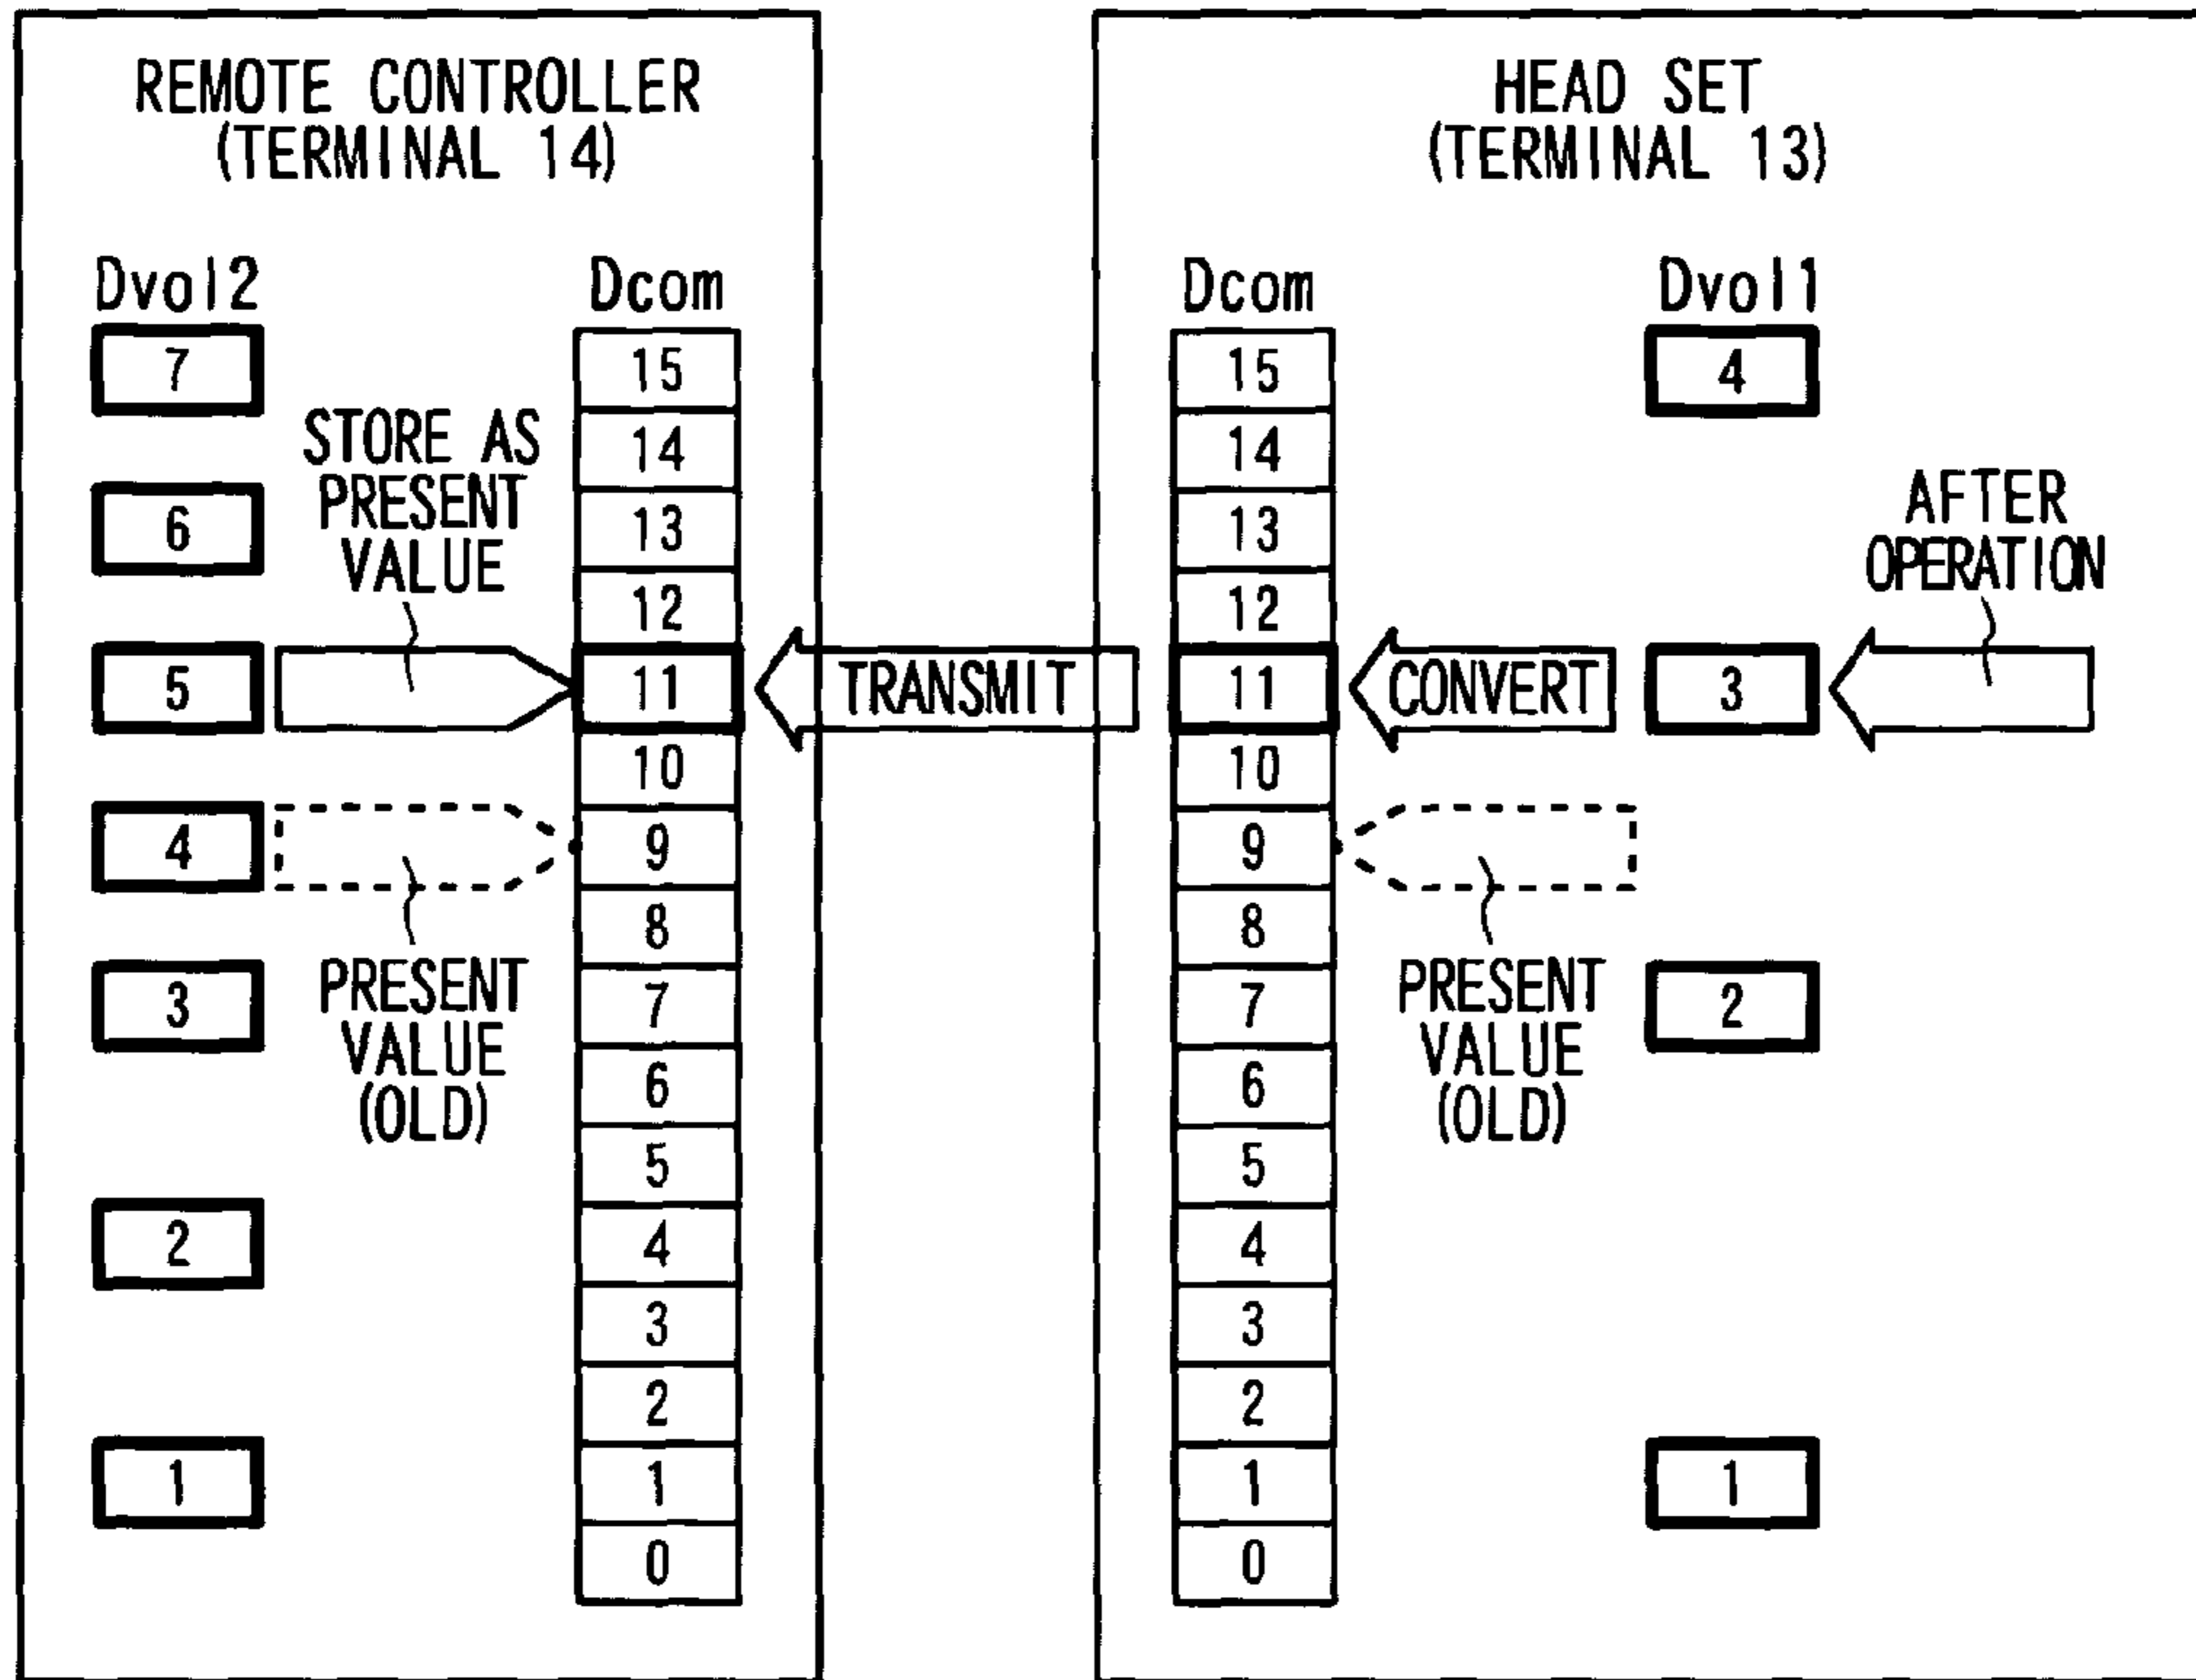 REMOTE CONTROLLER
(TERMINAL 14)
Dvol2
7
6
5
4
3
2
1
STORE AS
PRESENT
VALUE
PRESENT
VALUE
(OLD)
Dcom
15
14
13
12
11
10
9
8
7
6
5
4
3
2
1
0
TRANSMIT
HEAD SET
(TERMINAL 13)
Dcom
15
14
13
12
11
10
9
8
7
6
5
4
3
2
1
0
CONVERT
PRESENT
VALUE
(OLD)
Dvol1
4
3
2
1
AFTER
OPERATION